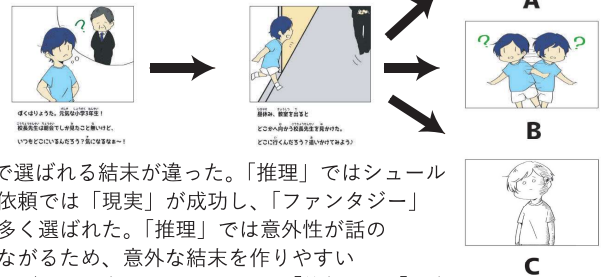 A
?
? ?
ぼくはりょうた。元気な小学3年生！
校長先生は朝会でしか見たこと無いけど、
いつもどこにいるんだろう？気になるなぁ〜！
昼休み、教室を出ると
どこかへ向かう校長先生を見かけた。
どこに行くんだろう？追いかけてみよう♪
B
で選ばれる結末が違った。「推理」ではシュール
依頼では「現実」が成功し、「ファンタジー」
多く選ばれた。「推理」では意外性が話の
ながるため、意外な結末を作りやすい
C